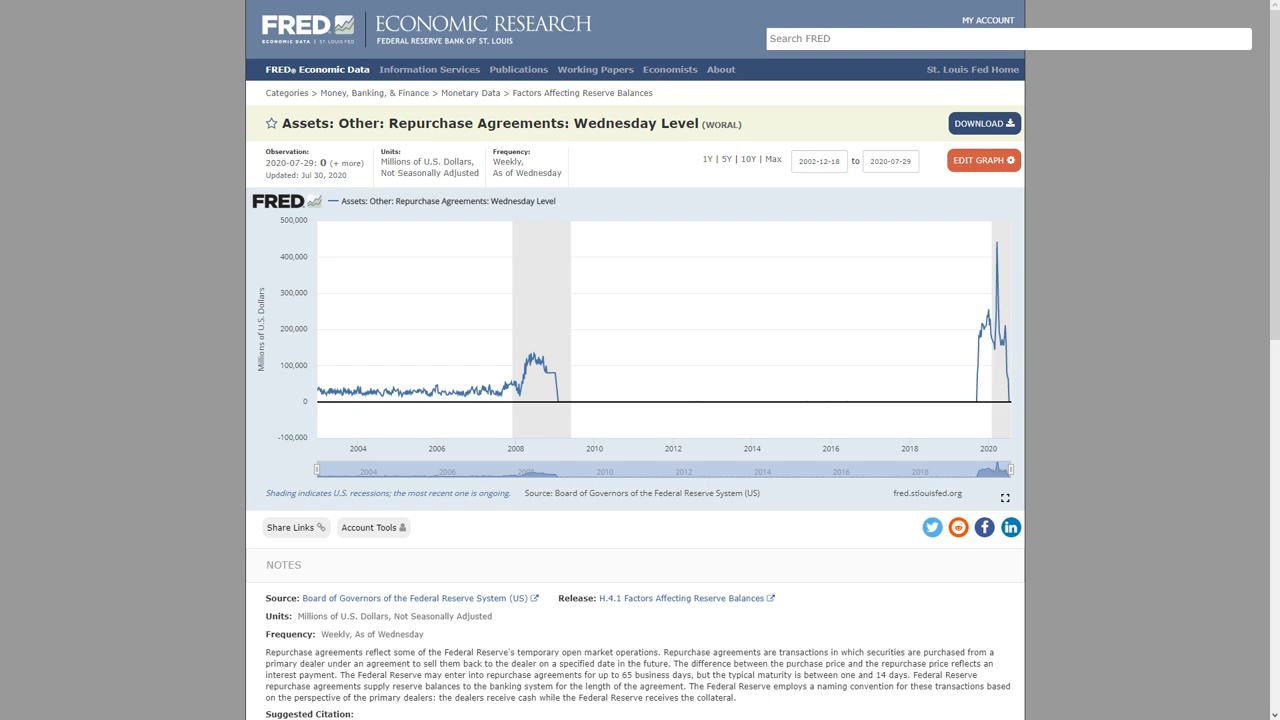 FRED
ECONOMIC DATA | ST. LOUIS FED
ECONOMIC RESEARCH
FEDERAL RESERVE BANK OF ST. LOUIS
MY ACCOUNT
Search FRED
FRED® Economic Data Information Services Publications Working Papers Economists About St. Louis Fed Home
Categories > Money, Banking, & Finance > Monetary Data > Factors Affecting Reserve Balances
Assets: Other: Repurchase Agreements: Wednesday Level (WORAL)
DOWNLOAD
Observation:
2020-07-29: 0 (+ more)
Updated: Jul 30, 2020
Units:
Millions of U.S. Dollars,
Not Seasonally Adjusted
Frequency:
Weekly,
As of Wednesday
1Y | 5Y | 10Y | Max 2002-12-18 to 2020-07-29
EDIT GRAPH
FRED Assets: Other: Repurchase Agreements: Wednesday Level
Millions of U.S. Dollars
500,000
400,000
300,000
200,000
100,000
0
-100,000
2004 2006 2008 2010 2012 2014 2016 2018 2020
2004 2006 2008 2010 2012 2014 2016 2018
Shading indicates U.S. recessions; the most recent one is ongoing. Source: Board of Governors of the Federal Reserve System (US) fred.stlouisfed.org
Share Links Account Tools
NOTES
Source: Board of Governors of the Federal Reserve System (US) Release: H.4.1 Factors Affecting Reserve Balances
Units: Millions of U.S. Dollars, Not Seasonally Adjusted
Frequency: Weekly, As of Wednesday
Repurchase agreements reflect some of the Federal Reserve's temporary open market operations. Repurchase agreements are transactions in which securities are purchased from a
primary dealer under an agreement to sell them back to the dealer on a specified date in the future. The difference between the purchase price and the repurchase price reflects an
interest payment. The Federal Reserve may enter into repurchase agreements for up to 65 business days, but the typical maturity is between one and 14 days. Federal Reserve
repurchase agreements supply reserve balances to the banking system for the length of the agreement. The Federal Reserve employs a naming convention for these transactions based
on the perspective of the primary dealers: the dealers receive cash while the Federal Reserve receives the collateral.
Suggested Citation: